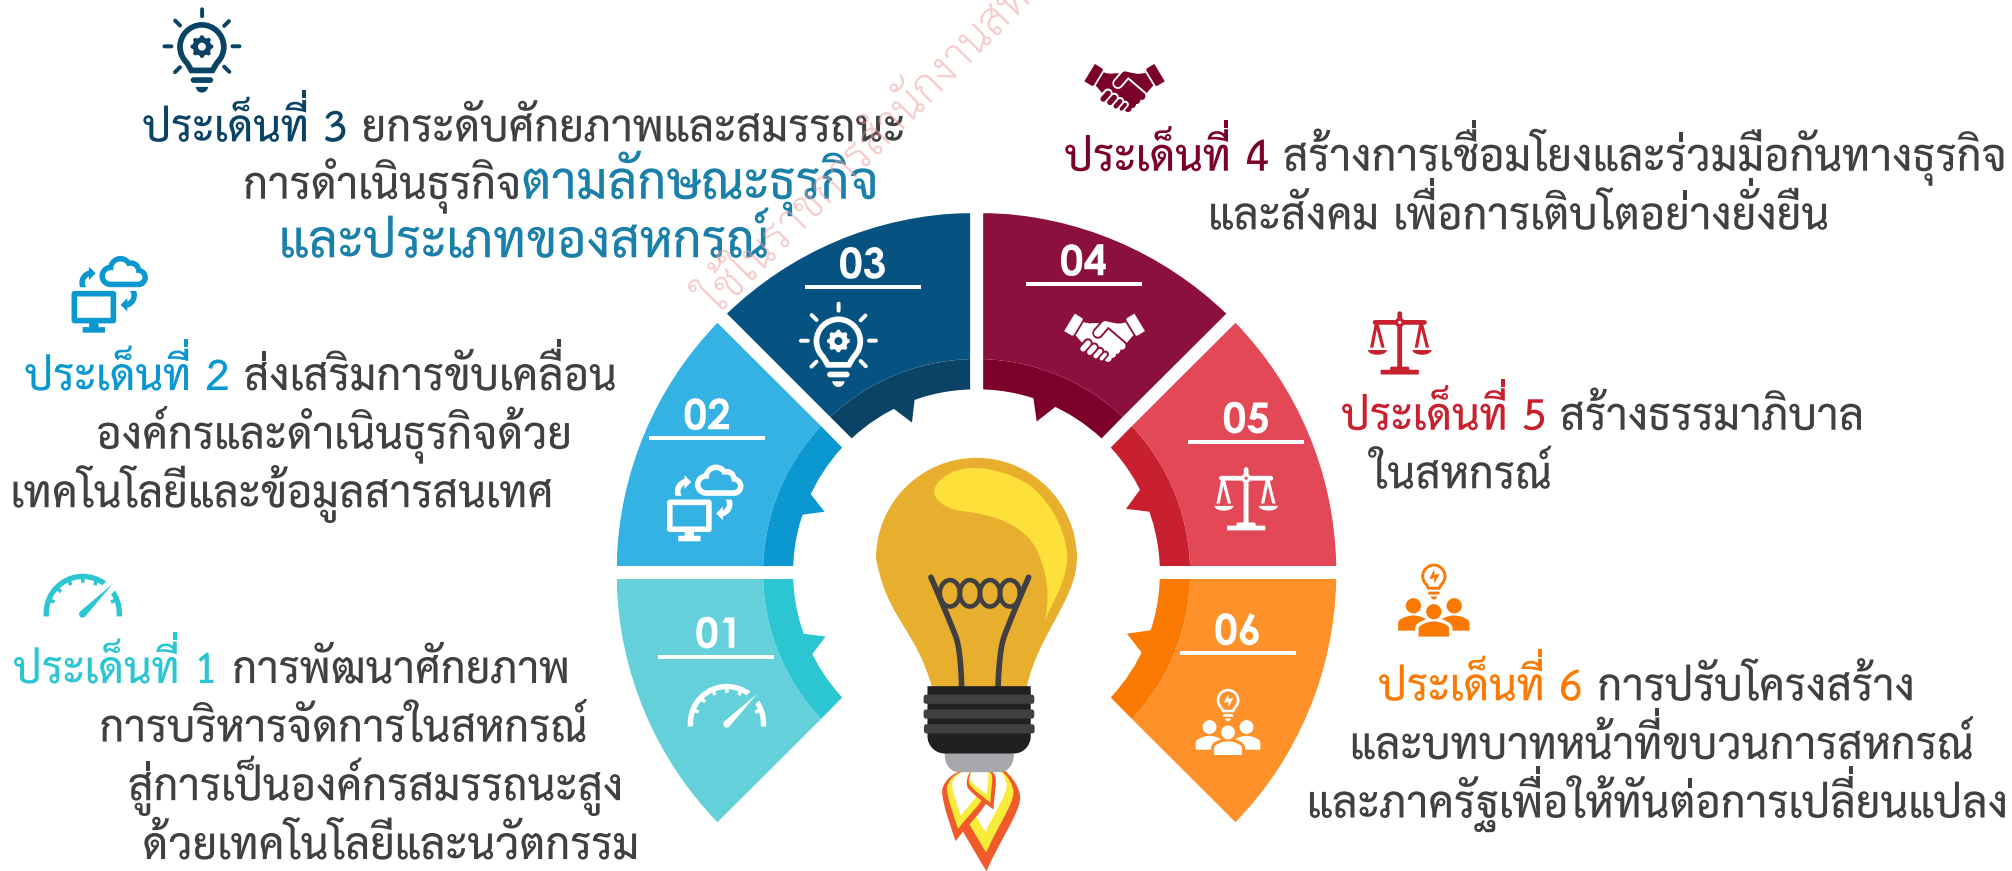 ประเด็นที่ 3 ยกระดับศักยภาพและสมรรถนะ
การดำเนินธุรกิจตามลักษณะธุรกิจ
และประเภทของสหกรณ์
ประเด็นที่ 4 สร้างการเชื่อมโยงและร่วมมือกันทางธุรกิจ
และสังคม เพื่อการเติบโตอย่างยั่งยืน
ประเด็นที่ 2 ส่งเสริมการขับเคลื่อน
องค์กรและดำเนินธุรกิจด้วย
เทคโนโลยีและข้อมูลสารสนเทศ
ประเด็นที่ 5 สร้างธรรมาภิบาล
ในสหกรณ์
ประเด็นที่ 1 การพัฒนาศักยภาพ
การบริหารจัดการในสหกรณ์
สู่การเป็นองค์กรสมรรถนะสูง
ด้วยเทคโนโลยีและนวัตกรรม
ประเด็นที่ 6 การปรับโครงสร้าง
และบทบาทหน้าที่ขบวนการสหกรณ์
และภาครัฐเพื่อให้ทันต่อการเปลี่ยนแปลง
01
02
03
04
05
06
ใช้ในราชการสำนักงาน